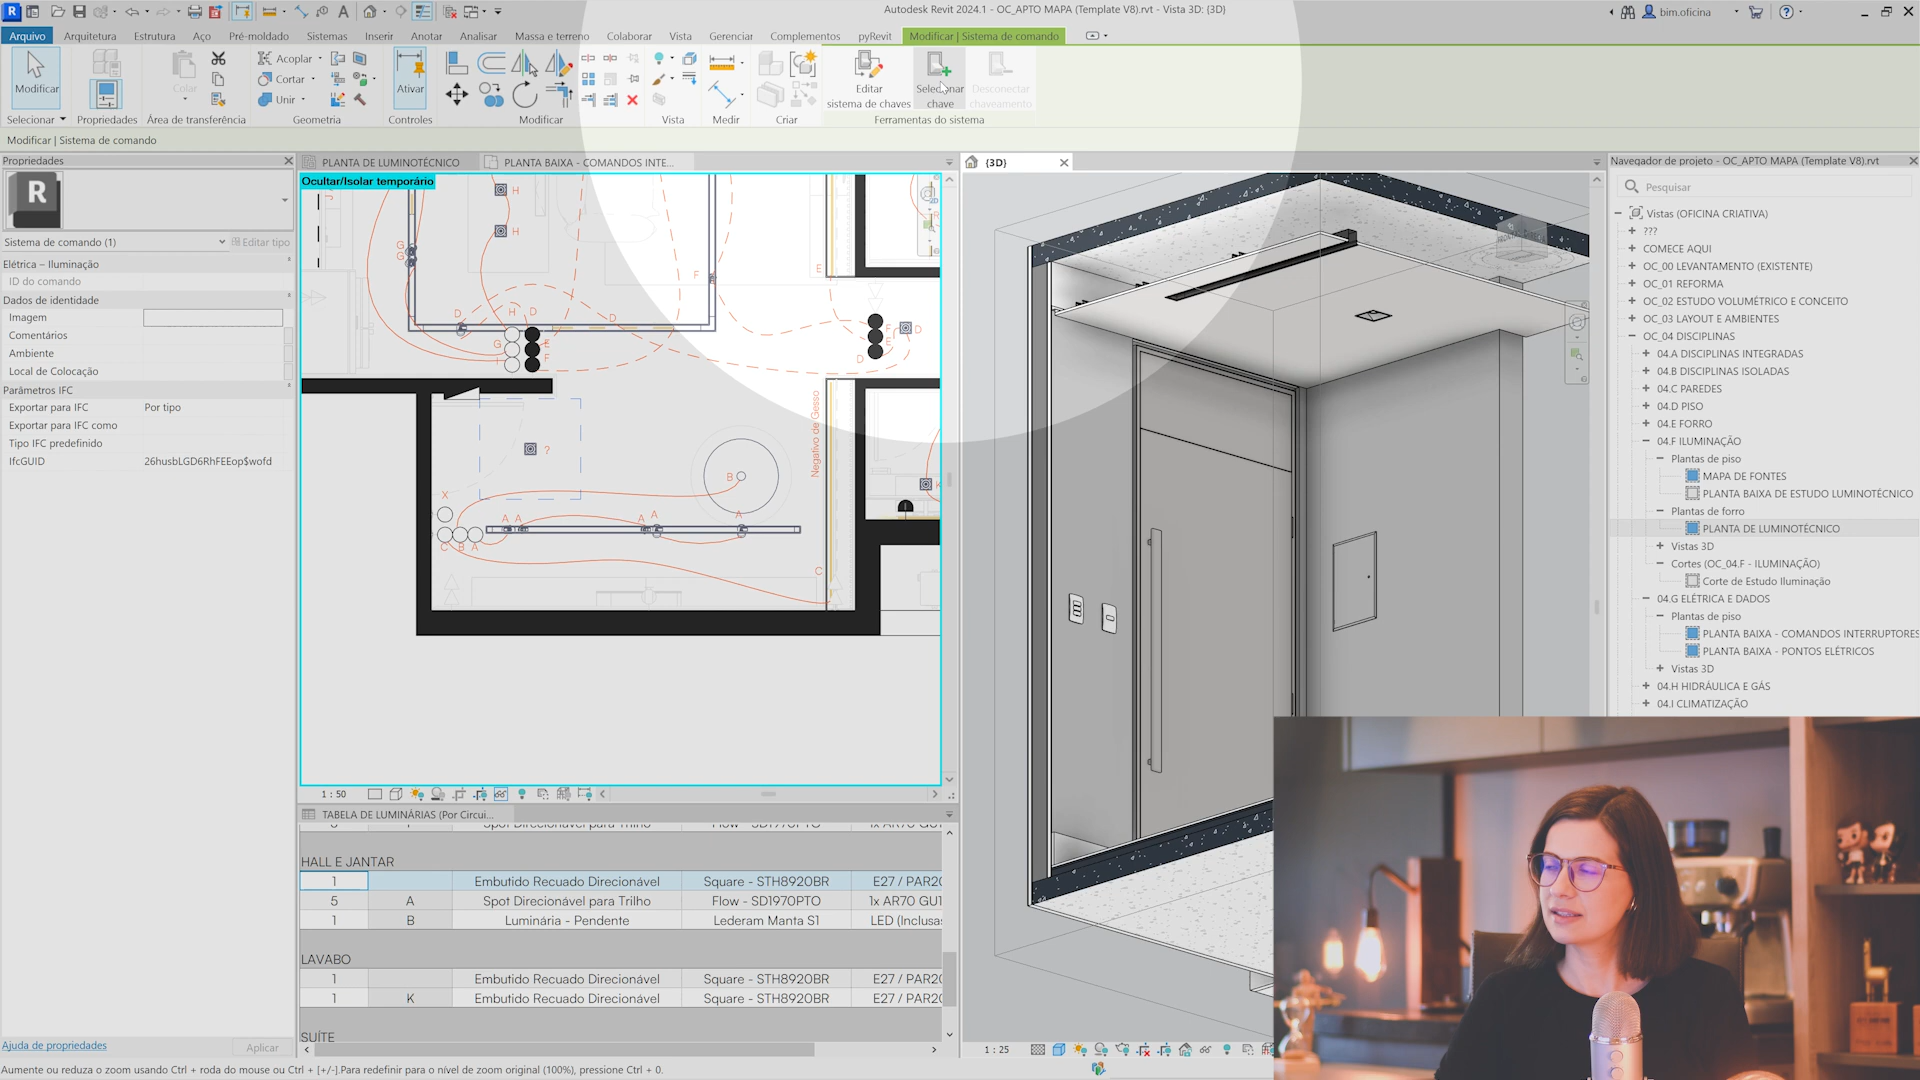 Autodesk Revit 2024.1 - OC_APTO MAPA (Template V8).rvt - Vista 3D: {3D}
bim.oficina
Arquivo Arquitetura Estrutura Aço Pré-moldado Sistemas Inserir Anotar Analisar Massa e terreno Colaborar Vista Gerenciar Complementos pyRevit Modificar | Sistema de comando
Modificar
Colar
Acoplar
Cortar
Unir
Ativar
Editar
sistema de chaves
Selecionar
chave
Desconectar
chaveamento
Selecionar Propriedades Área de transferência Geometria Controles Modificar Vista Medir Criar Ferramentas do sistema
Modificar | Sistema de comando
Propriedades
Sistema de comando (1)
Editar tipo
Elétrica – Iluminação
ID do comando
Dados de identidade
Imagem
Comentários
Ambiente
Local de Colocação
Parâmetros IFC
Exportar para IFC Por tipo
Exportar para IFC como
Tipo IFC predefinido
IfcGUID 26husbLGD6RhFEEop$wofd
Ajuda de propriedades
Aplicar
PLANTA DE LUMINOTÉCNICO
PLANTA BAIXA - COMANDOS INTE...
Ocultar/Isolar temporário
H
H
G
G
F
E
D H D D
G E
I F
F D
E
D
Negativo de Gesso
?
B
K
X
A A A A A
C B A
C
1 : 50
TABELA DE LUMINÁRIAS (Por Circui...
HALL E JANTAR
1 Embutido Recuado Direcionável Square - STH8920BR E27 / PAR20
5 A Spot Direcionável para Trilho Flow - SD1970PTO 1x AR70 GU1
1 B Luminária - Pendente Lederam Manta S1 LED (Inclusa
LAVABO
1 Embutido Recuado Direcionável Square - STH8920BR E27 / PAR20
1 K Embutido Recuado Direcionável Square - STH8920BR E27 / PAR20
SUÍTE
{3D}
1 : 25
Navegador de projeto - OC_APTO MAPA (Template V8).rvt
Pesquisar
Vistas (OFICINA CRIATIVA)
???
COMECE AQUI
OC_00 LEVANTAMENTO (EXISTENTE)
OC_01 REFORMA
OC_02 ESTUDO VOLUMÉTRICO E CONCEITO
OC_03 LAYOUT E AMBIENTES
OC_04 DISCIPLINAS
04.A DISCIPLINAS INTEGRADAS
04.B DISCIPLINAS ISOLADAS
04.C PAREDES
04.D PISO
04.E FORRO
04.F ILUMINAÇÃO
Plantas de piso
MAPA DE FONTES
PLANTA BAIXA DE ESTUDO LUMINOTÉCNICO
Plantas de forro
PLANTA DE LUMINOTÉCNICO
Vistas 3D
Cortes (OC_04.F - ILUMINAÇÃO)
Corte de Estudo Iluminação
04.G ELÉTRICA E DADOS
Plantas de piso
PLANTA BAIXA - COMANDOS INTERRUPTORES
PLANTA BAIXA - PONTOS ELÉTRICOS
Vistas 3D
04.H HIDRÁULICA E GÁS
04.I CLIMATIZAÇÃO
Aumente ou reduza o zoom usando Ctrl + roda do mouse ou Ctrl + [+/-].Para redefinir para o nível de zoom original (100%), pressione Ctrl + 0.